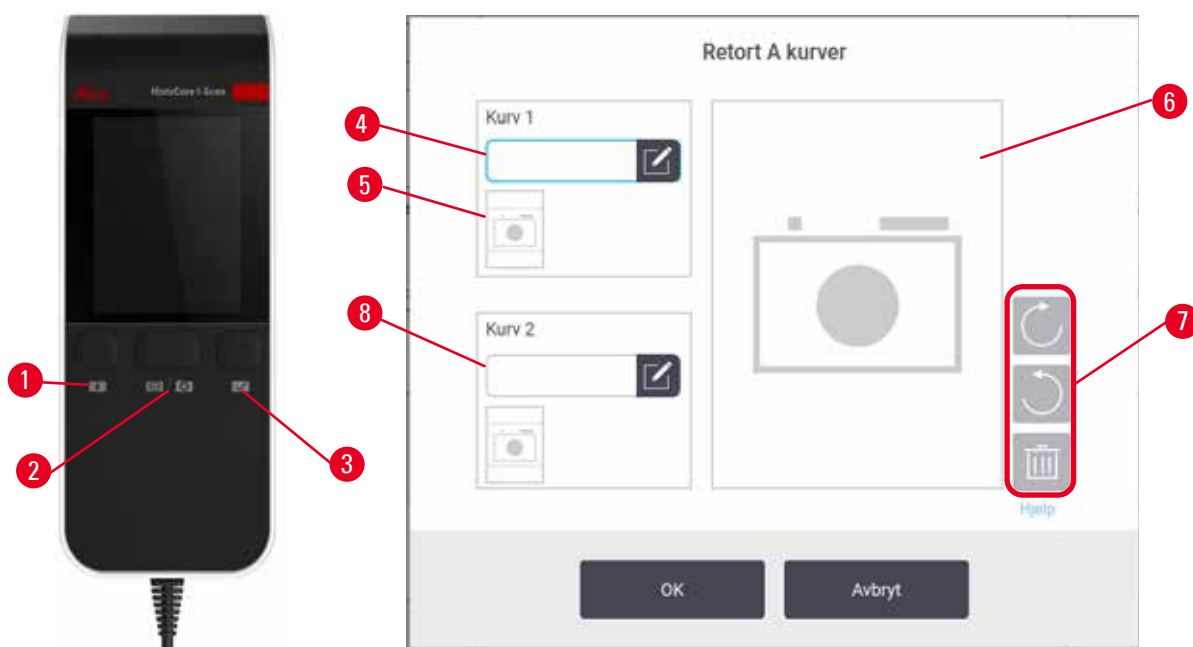 HistoCore I-Scan
1
2
3
Retort A kurver
Kurv 1
4
5
6
Kurv 2
8
7
Hjelp
OK
Avbryt